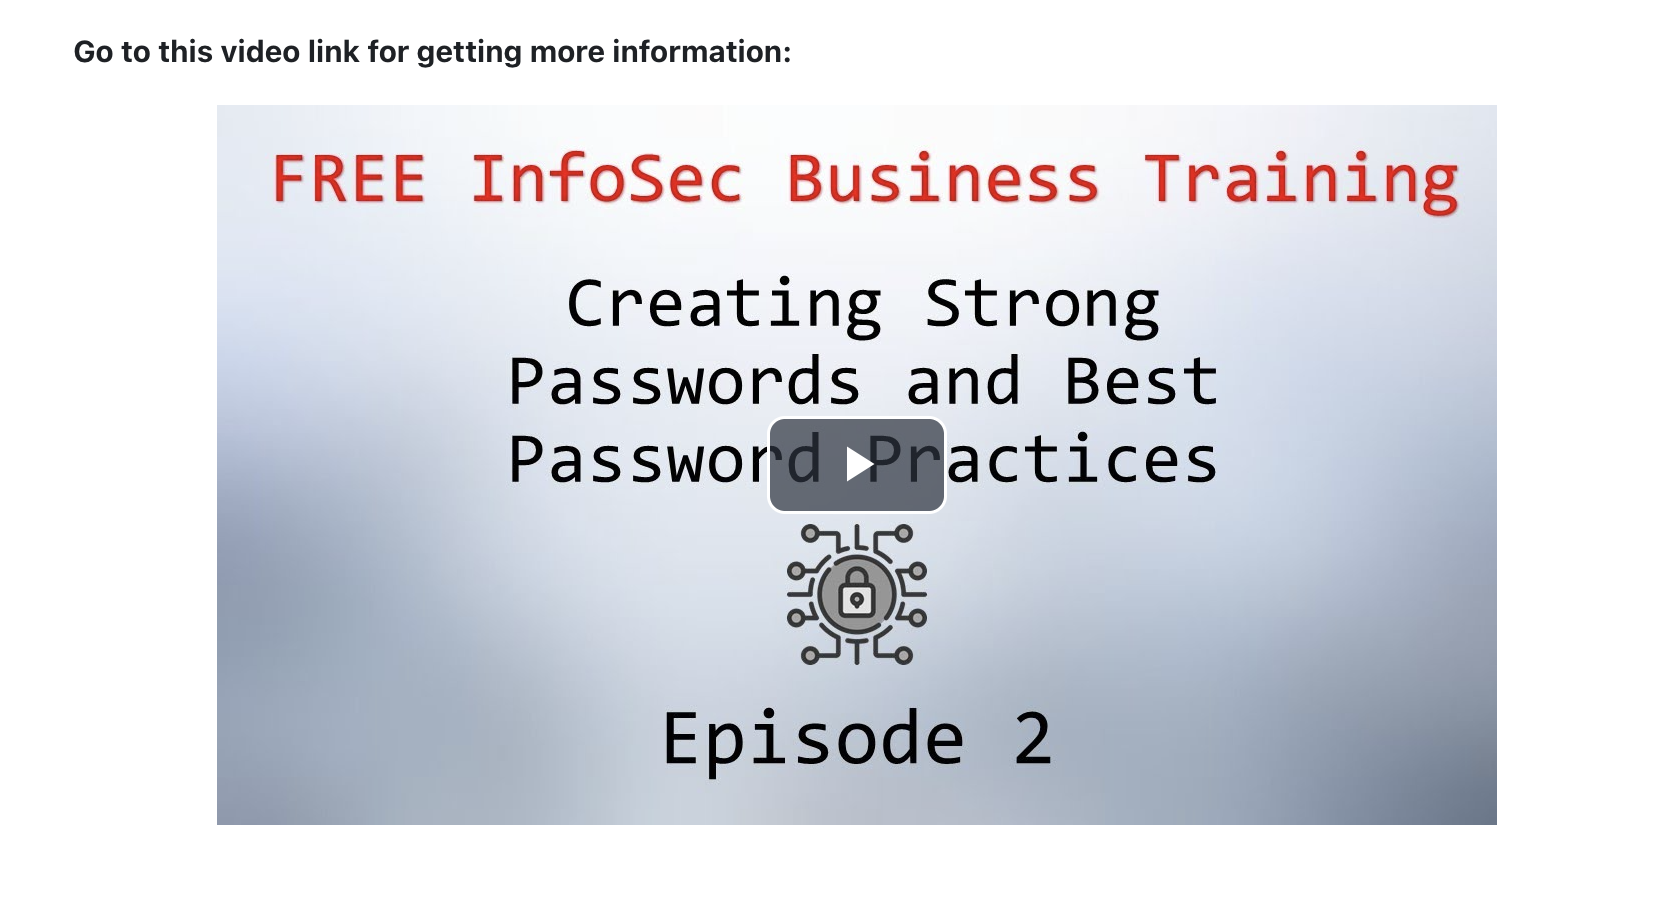 Go to this video link for getting more information:
FREE InfoSec Business Training
Creating Strong
Passwords and Best
Password Practices
Episode 2